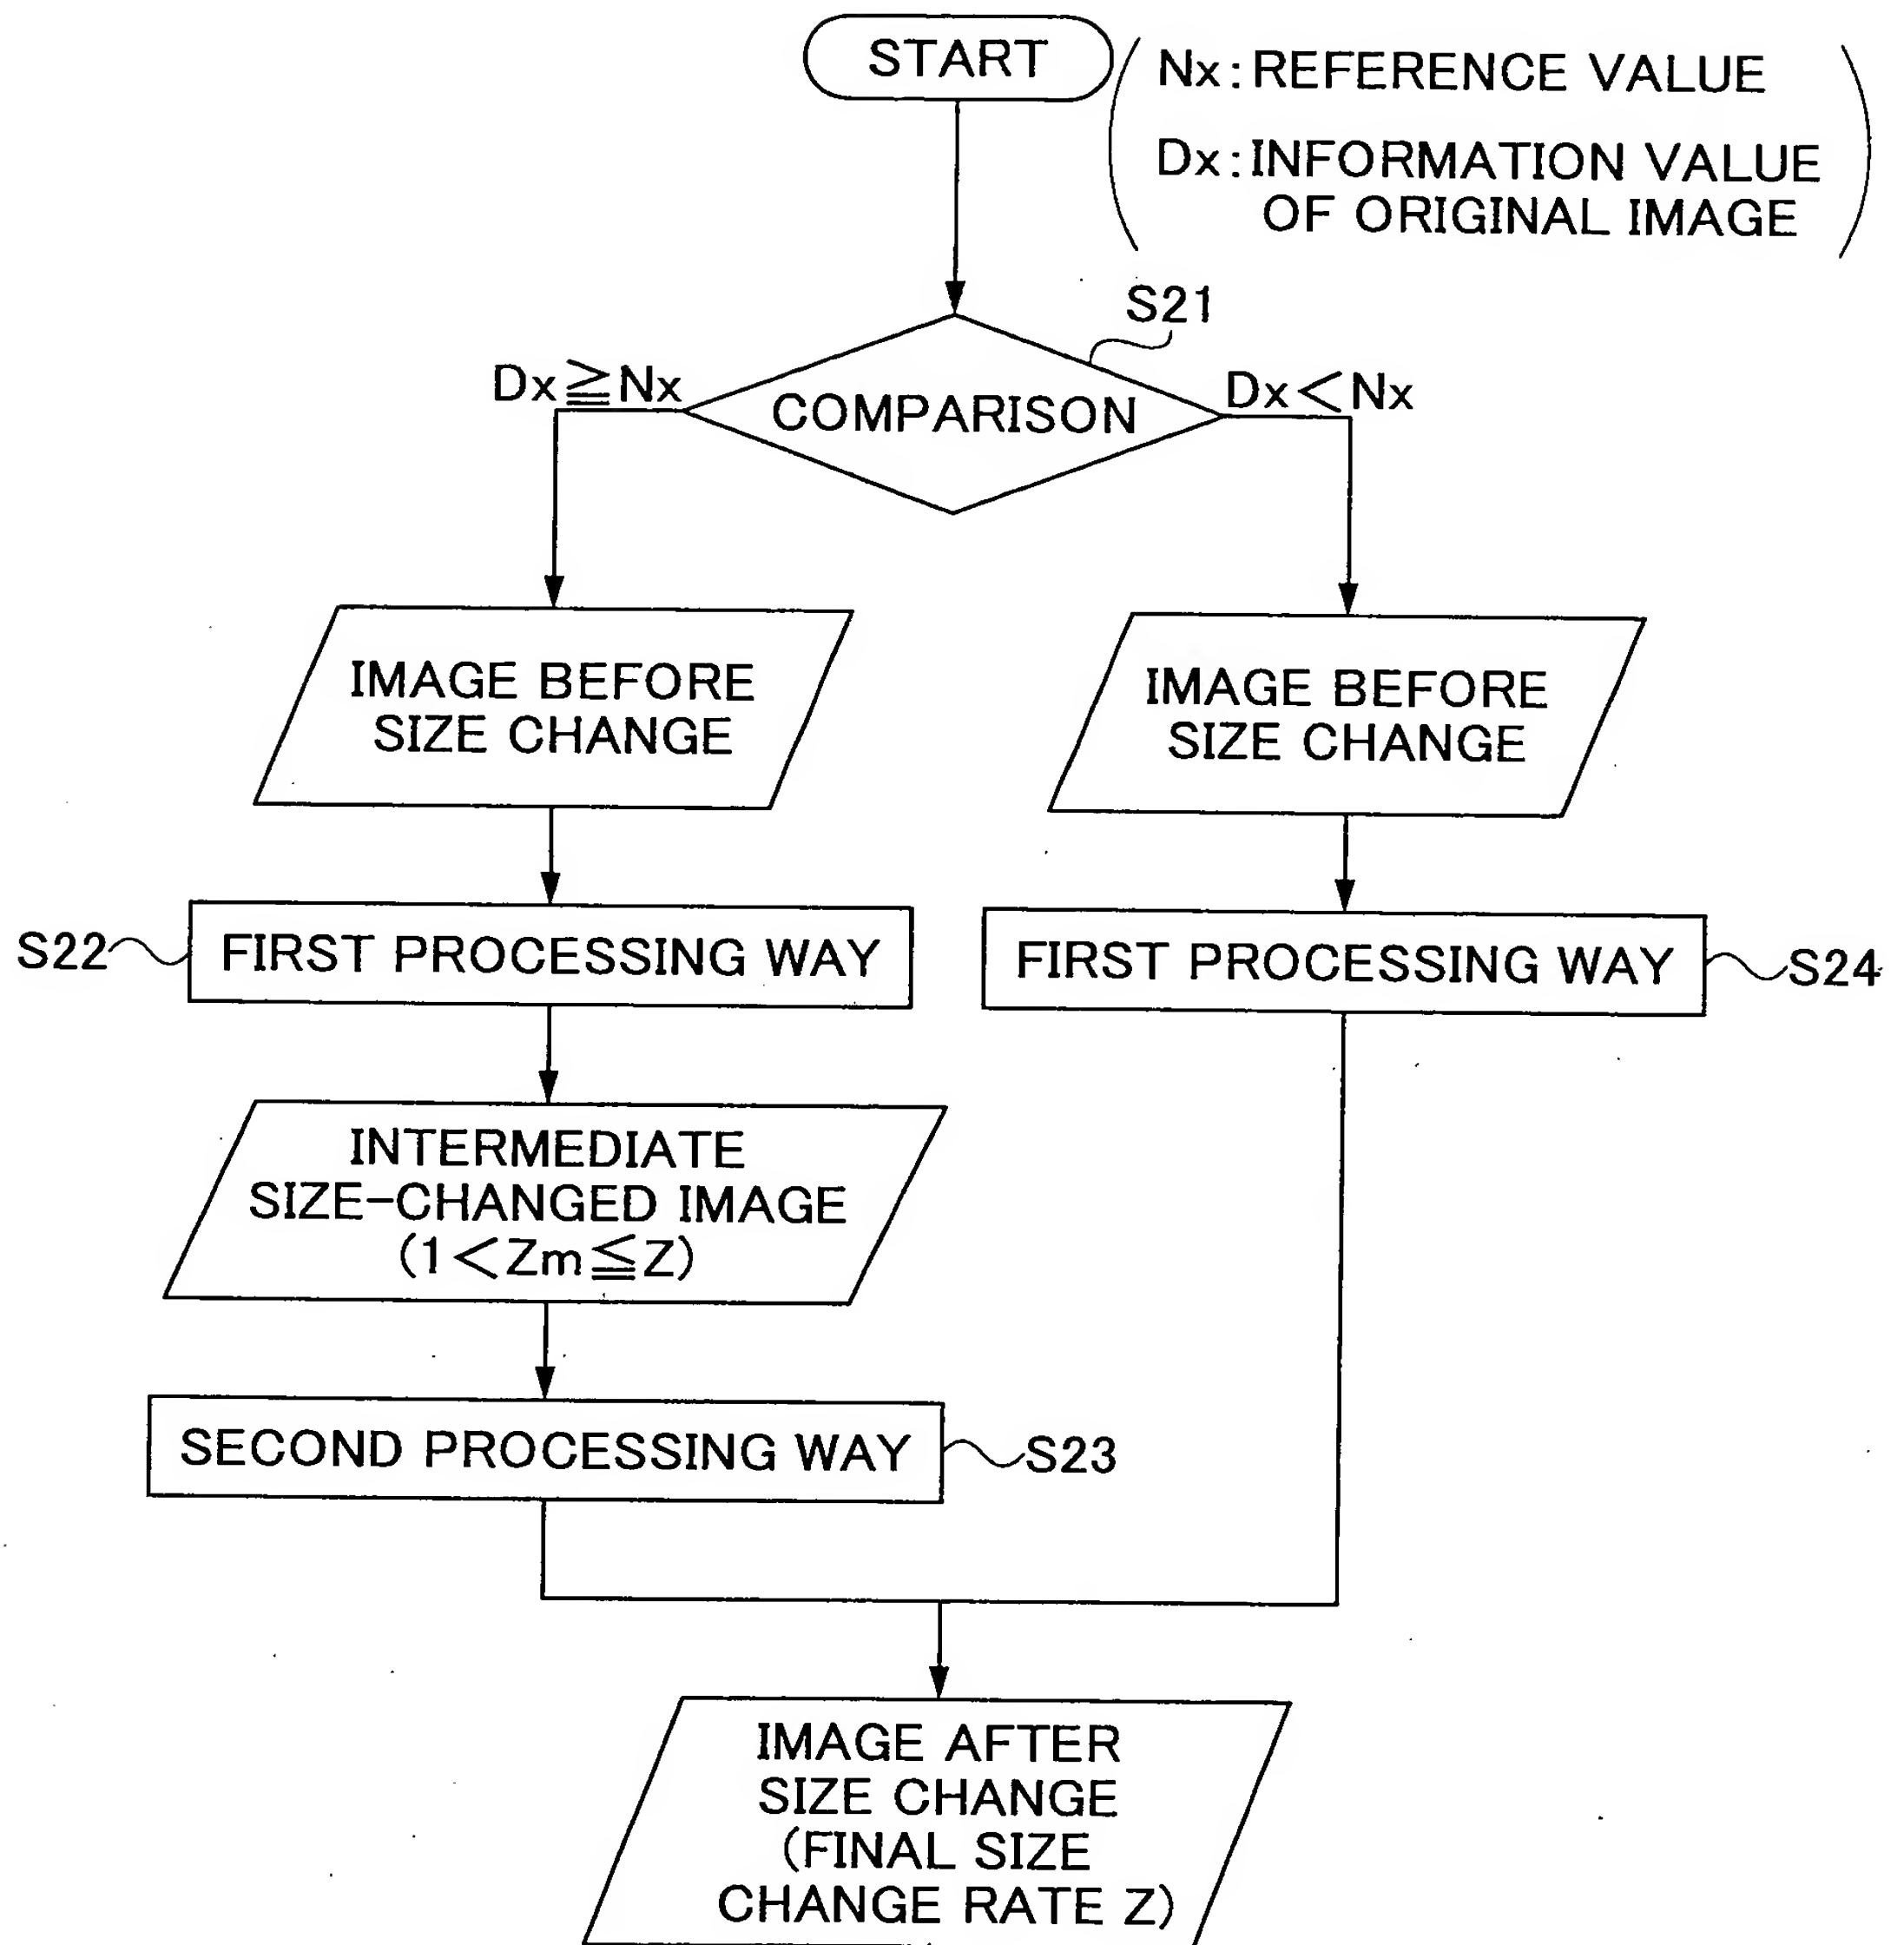 START
Nx:REFERENCE VALUE
Dx:INFORMATION VALUE
OF ORIGINAL IMAGE
S21
Dx≧Nx
COMPARISON
Dx<Nx
IMAGE BEFORE
SIZE CHANGE
IMAGE BEFORE
SIZE CHANGE
S22
FIRST PROCESSING WAY
FIRST PROCESSING WAY
S24
INTERMEDIATE
SIZE-CHANGED IMAGE
(1<Zm≦Z)
SECOND PROCESSING WAY
S23
IMAGE AFTER
SIZE CHANGE
(FINAL SIZE
CHANGE RATE Z)